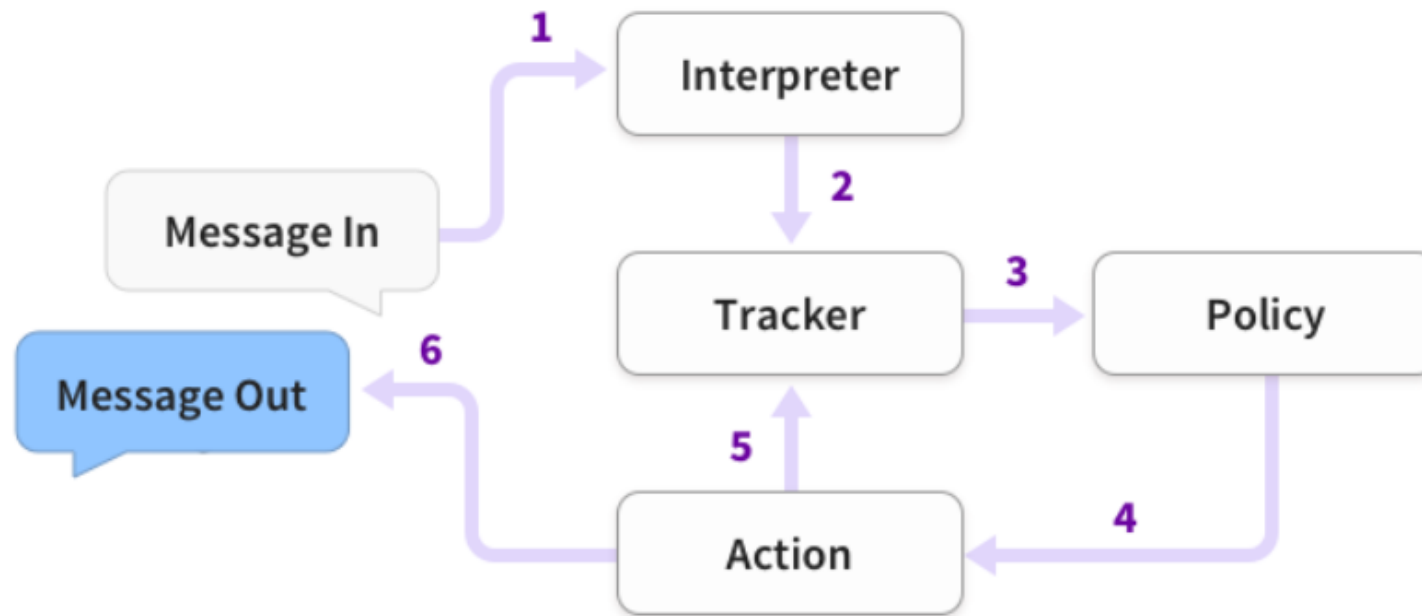 1
Interpreter
2
Message In
3
Tracker
Policy
6
Message Out
5
4
Action